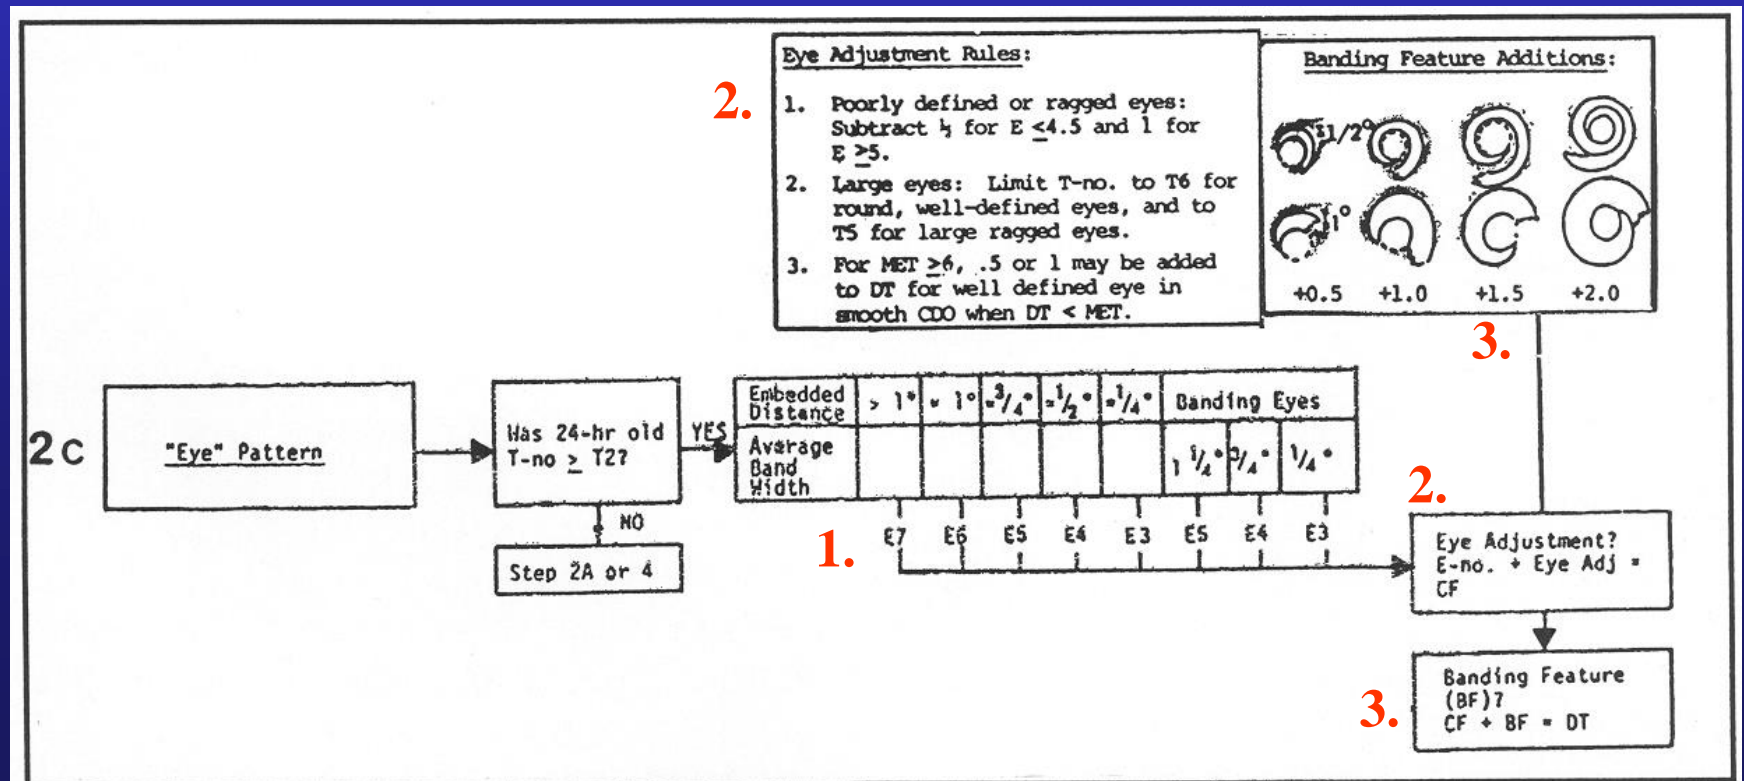 2.
Eye Adjustment Rules:
1. Poorly defined or ragged eyes:
Subtract ½ for E ≤4.5 and 1 for
E ≥5.
2. Large eyes: Limit T-no. to T6 for
round, well-defined eyes, and to
T5 for large ragged eyes.
3. For MET ≥6, .5 or 1 may be added
to DT for well defined eye in
smooth CDO when DT < MET.
Banding Feature Additions:
1/2°
1°
+0.5 +1.0 +1.5 +2.0
3.
2C
"Eye" Pattern
Has 24-hr old
T-no ≥ T2?
YES
NO
Step 2A or 4
Embedded
Distance
> 1° = 1° =3/4° =1/2° =1/4° Banding Eyes
Average
Band
Width
1 1/4° 3/4° 1/4°
1.
E7 E6 E5 E4 E3 E5 E4 E3
2.
Eye Adjustment?
E-no. + Eye Adj =
CF
3.
Banding Feature
(BF)?
CF + BF = DT